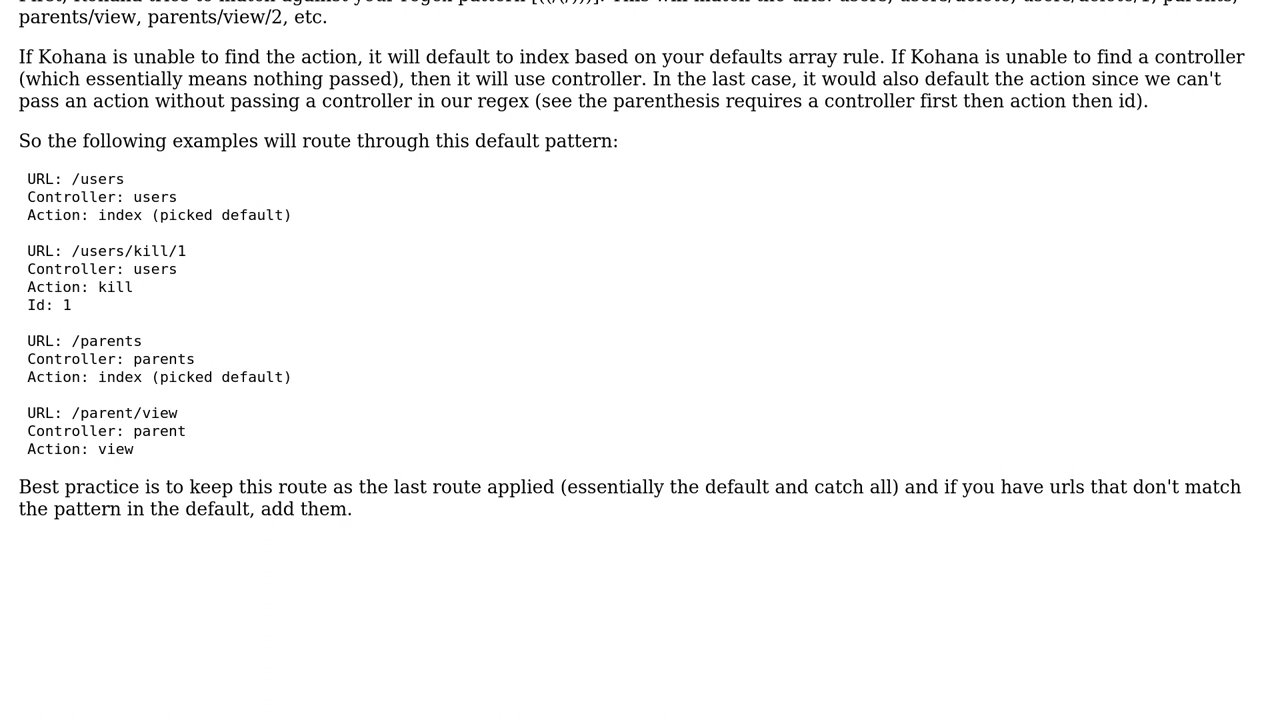 parents/view, parents/view/2, etc.
If Kohana is unable to find the action, it will default to index based on your defaults array rule. If Kohana is unable to find a controller
(which essentially means nothing passed), then it will use controller. In the last case, it would also default the action since we can't
pass an action without passing a controller in our regex (see the parenthesis requires a controller first then action then id).
So the following examples will route through this default pattern:
URL: /users
Controller: users
Action: index (picked default)
URL: /users/kill/1
Controller: users
Action: kill
Id: 1
URL: /parents
Controller: parents
Action: index (picked default)
URL: /parent/view
Controller: parent
Action: view
Best practice is to keep this route as the last route applied (essentially the default and catch all) and if you have urls that don't match
the pattern in the default, add them.